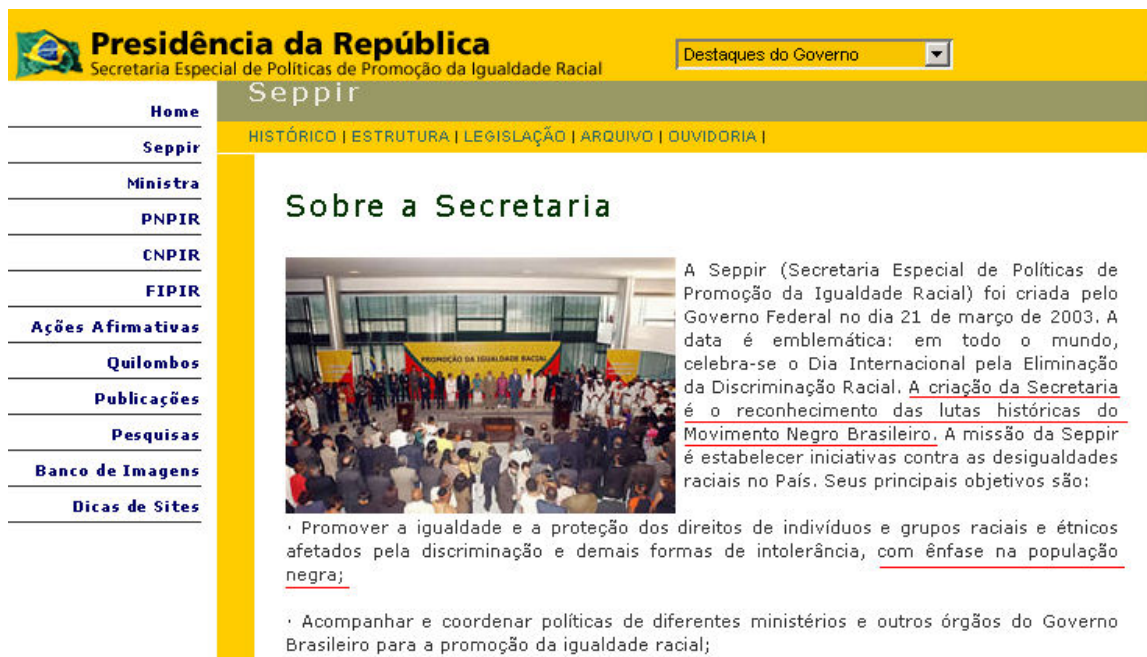 Presidência da República
Secretaria Especial de Políticas de Promoção da Igualdade Racial
Destaques do Governo
Seppir
HISTÓRICO | ESTRUTURA | LEGISLAÇÃO | ARQUIVO | OUVIDORIA |
Home
Seppir
Ministra
PNPIR
CNPIR
FIPIR
Ações Afirmativas
Quilombos
Publicações
Pesquisas
Banco de Imagens
Dicas de Sites
Sobre a Secretaria
PROMOÇÃO DA IGUALDADE RACIAL
A Seppir (Secretaria Especial de Políticas de
Promoção da Igualdade Racial) foi criada pelo
Governo Federal no dia 21 de março de 2003. A
data é emblemática: em todo o mundo,
celebra-se o Dia Internacional pela Eliminação
da Discriminação Racial. A criação da Secretaria
é o reconhecimento das lutas históricas do
Movimento Negro Brasileiro. A missão da Seppir
é estabelecer iniciativas contra as desigualdades
raciais no País. Seus principais objetivos são:
· Promover a igualdade e a proteção dos direitos de indivíduos e grupos raciais e étnicos
afetados pela discriminação e demais formas de intolerância, com ênfase na população
negra;
· Acompanhar e coordenar políticas de diferentes ministérios e outros órgãos do Governo
Brasileiro para a promoção da igualdade racial;